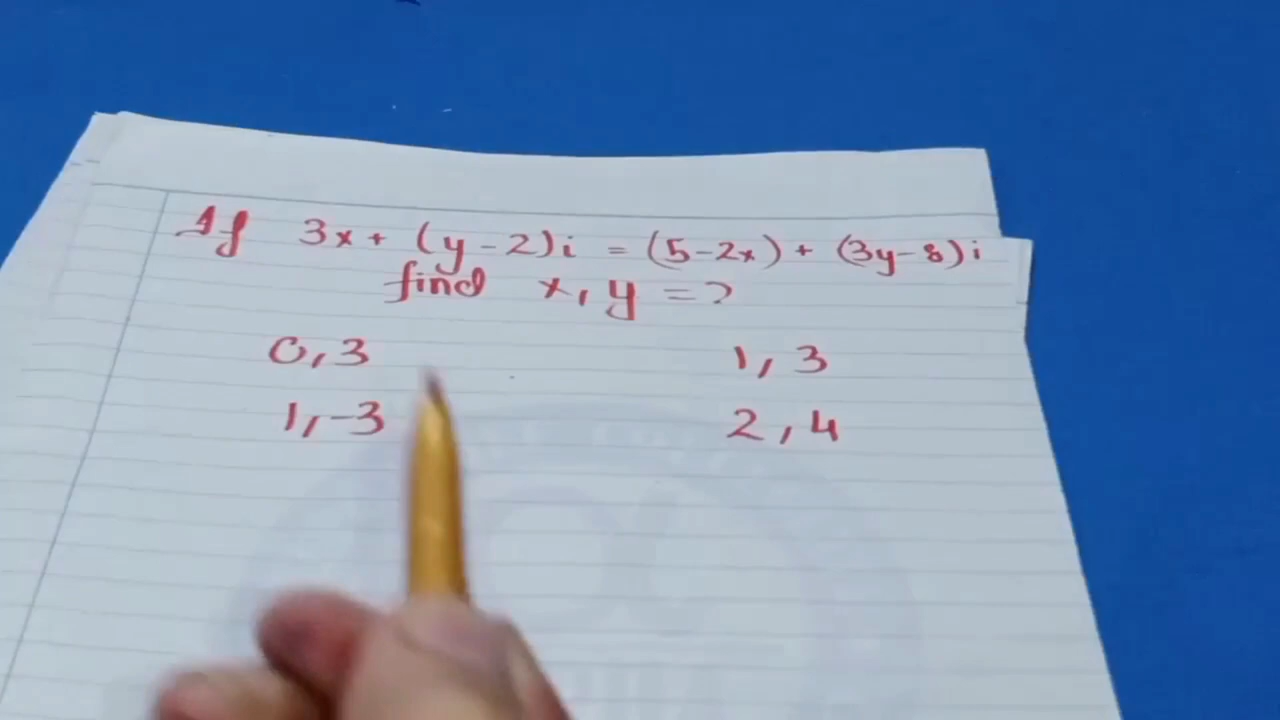 If 3x + (y-2)i = (5-2x) + (3y-8)i
find x, y = ?
0, 3
1, 3
1, -3
2, 4